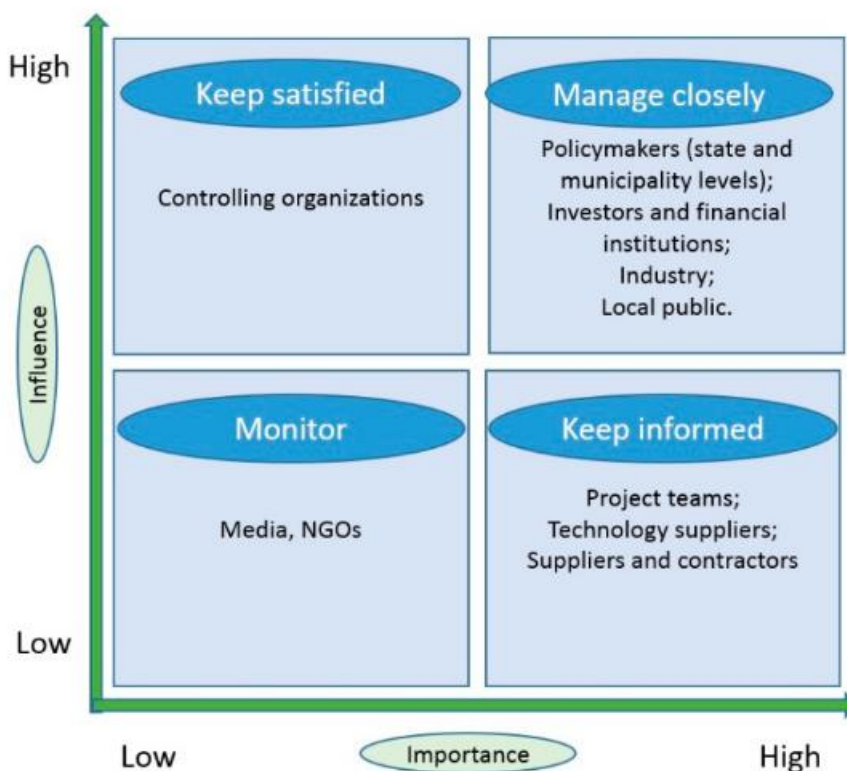 High
Keep satisfied
Controlling organizations
Manage closely
Policymakers (state and
municipality levels);
Investors and financial
institutions;
Industry;
Local public.
Influence
Monitor
Media, NGOs
Keep informed
Project teams;
Technology suppliers;
Suppliers and contractors
Low
Low
Importance
High